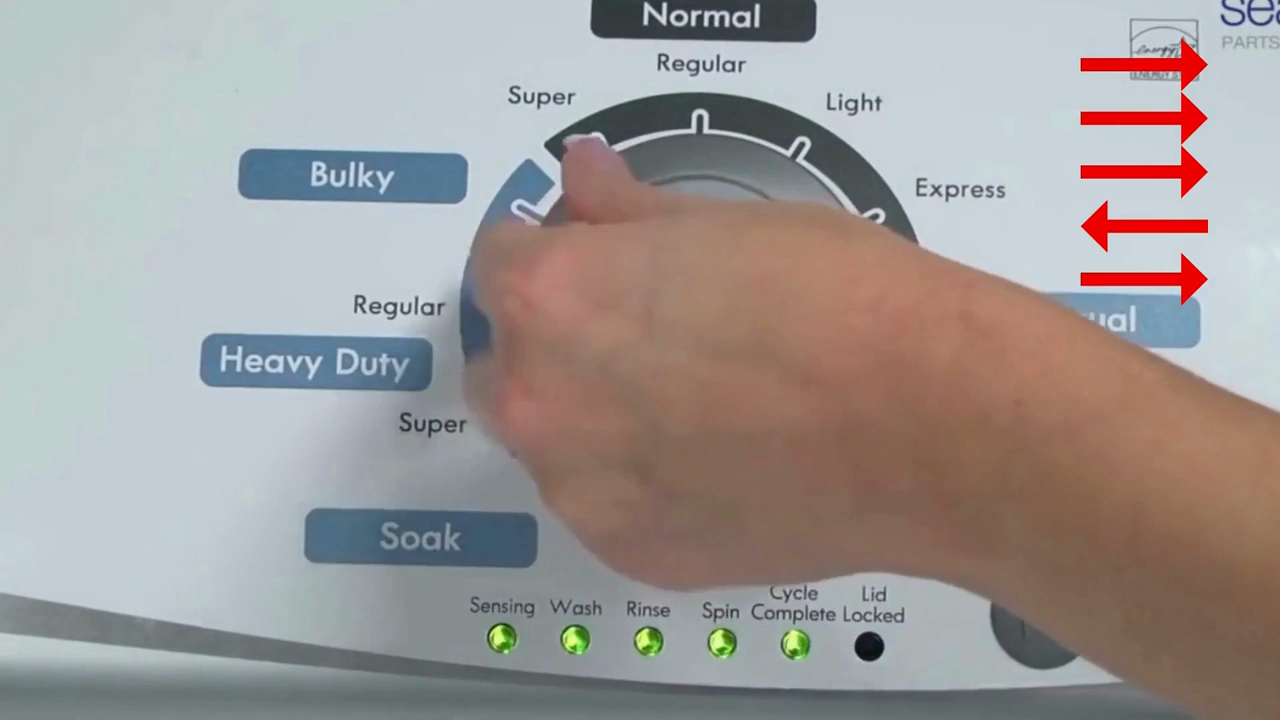 Normal
Regular
Super
Light
Bulky
Express
Regular
Heavy Duty
Super
Soak
Sensing
Wash
Rinse
Spin
Cycle Complete
Lid Locked
PARTS